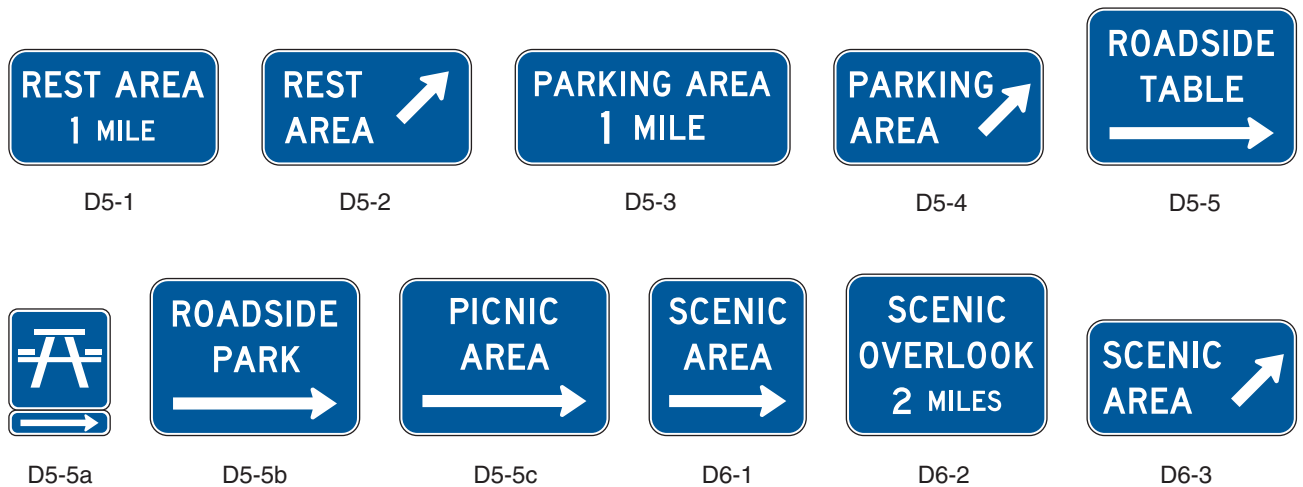 REST AREA
1 MILE
D5-1
REST
AREA
D5-2
PARKING AREA
1 MILE
D5-3
PARKING
AREA
D5-4
ROADSIDE
TABLE
D5-5
D5-5a
ROADSIDE
PARK
D5-5b
PICNIC
AREA
D5-5c
SCENIC
AREA
D6-1
SCENIC
OVERLOOK
2 MILES
D6-2
SCENIC
AREA
D6-3